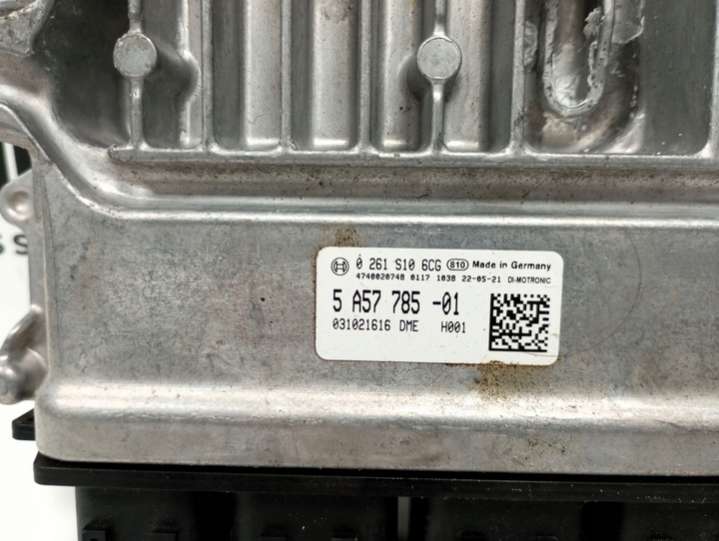 0 261 S10 6CG 810 Made in Germany
4740020740 0117 1038 22-05-21 DI-MOTRONIC
5 A57 785 -01
031021616 DME H001